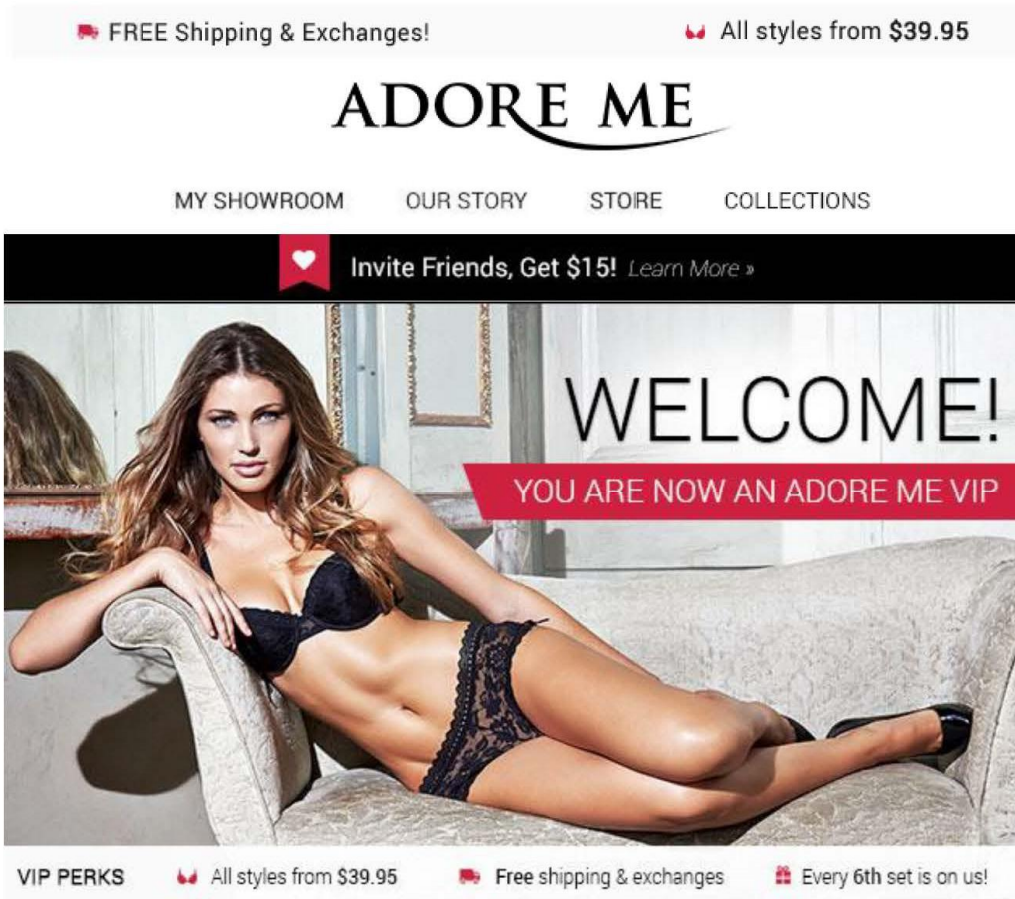 FREE Shipping & Exchanges!
All styles from $39.95
ADORE ME
MY SHOWROOM OUR STORY STORE COLLECTIONS
Invite Friends, Get $15! Learn More »
WELCOME!
YOU ARE NOW AN ADORE ME VIP
VIP PERKS All styles from $39.95 Free shipping & exchanges Every 6th set is on us!